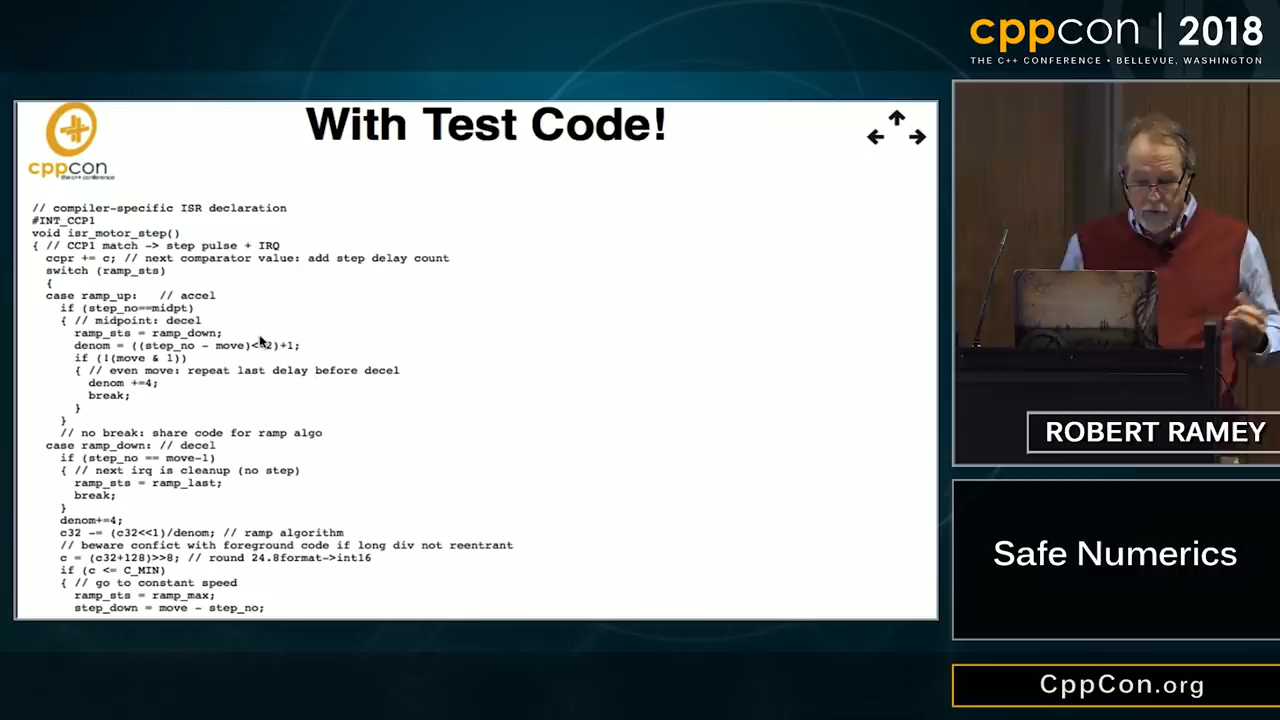 cppcon | 2018
THE C++ CONFERENCE • BELLEVUE, WASHINGTON
cppcon
the c++ conference
With Test Code!
// compiler-specific ISR declaration
#INT_CCP1
void isr_motor_step()
{ // CCP1 match -> step pulse + IRQ
ccpr += c; // next comparator value: add step delay count
switch (ramp_sts)
{
case ramp_up: // accel
if (step_no==midpt)
{ // midpoint: decel
ramp_sts = ramp_down;
denom = ((step_no - move)<<2)+1;
if (!(move & 1))
{ // even move: repeat last delay before decel
denom +=4;
break;
}
}
// no break: share code for ramp algo
case ramp_down: // decel
if (step_no == move-1)
{ // next irq is cleanup (no step)
ramp_sts = ramp_last;
break;
}
denom+=4;
c32 -= (c32<<1)/denom; // ramp algorithm
// beware confict with foreground code if long div not reentrant
c = (c32+128)>>8; // round 24.8format->int16
if (c <= C_MIN)
{ // go to constant speed
ramp_sts = ramp_max;
step_down = move - step_no;
ROBERT RAMEY
Safe Numerics
CppCon.org